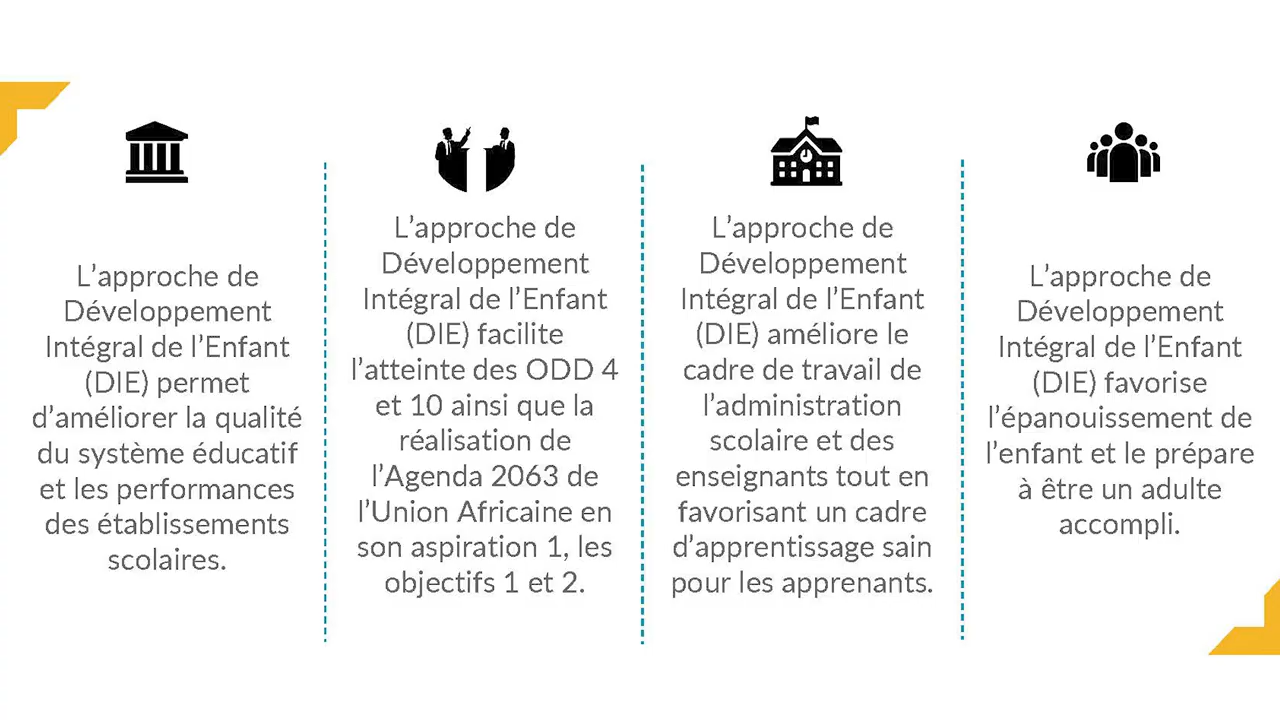 L’approche de
Développement
Intégral de l’Enfant
(DIE) permet
d’améliorer la qualité
du système éducatif
et les performances
des établissements
scolaires.
L’approche de
Développement
Intégral de l’Enfant
(DIE) facilite
l’atteinte des ODD 4
et 10 ainsi que la
réalisation de
l’Agenda 2063 de
l’Union Africaine en
son aspiration 1, les
objectifs 1 et 2.
L’approche de
Développement
Intégral de l’Enfant
(DIE) améliore le
cadre de travail de
l’administration
scolaire et des
enseignants tout en
favorisant un cadre
d’apprentissage sain
pour les apprenants.
L’approche de
Développement
Intégral de l’Enfant
(DIE) favorise
l’épanouissement de
l’enfant et le prépare
à être un adulte
accompli.